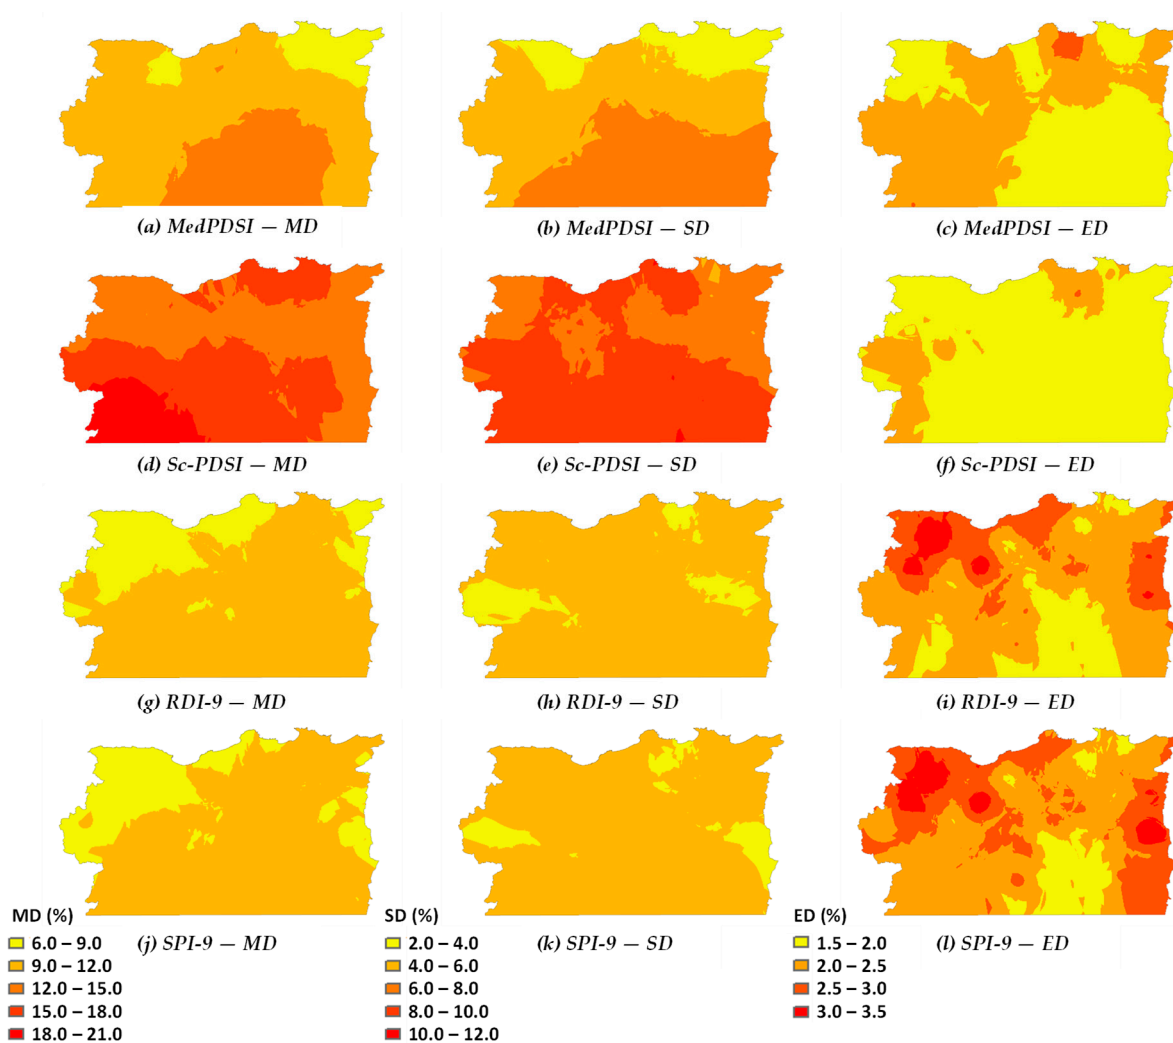 (a) MedPDSI — MD
(b) MedPDSI — SD
(c) MedPDSI — ED
(d) Sc-PDSI — MD
(e) Sc-PDSI — SD
(f) Sc-PDSI — ED
(g) RDI-9 — MD
(h) RDI-9 — SD
(i) RDI-9 — ED
(j) SPI-9 — MD
(k) SPI-9 — SD
(l) SPI-9 — ED
MD (%)
6.0 – 9.0
9.0 – 12.0
12.0 – 15.0
15.0 – 18.0
18.0 – 21.0
SD (%)
2.0 – 4.0
4.0 – 6.0
6.0 – 8.0
8.0 – 10.0
10.0 – 12.0
ED (%)
1.5 – 2.0
2.0 – 2.5
2.5 – 3.0
3.0 – 3.5